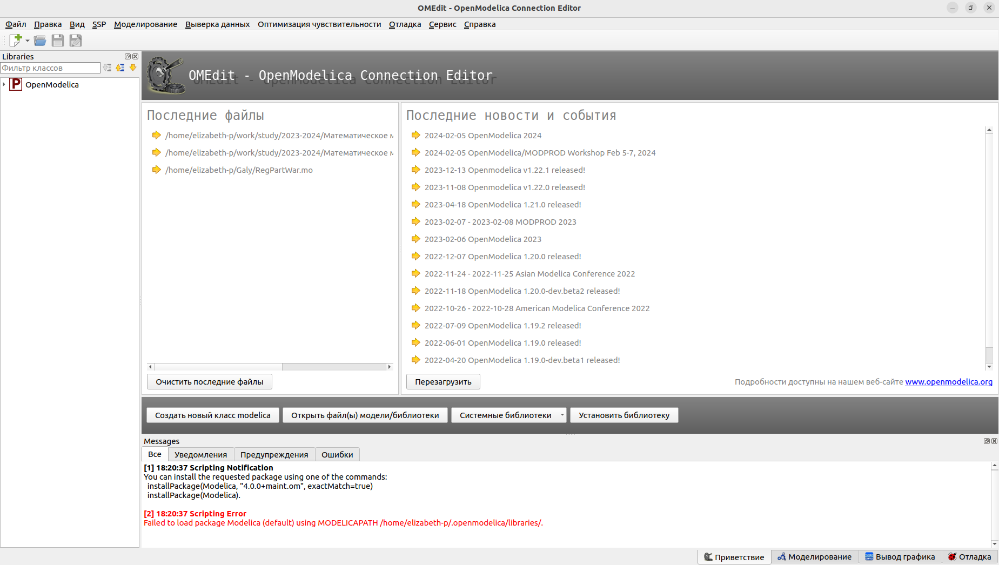 OMEdit - OpenModelica Connection Editor
Файл Правка Вид SSP Моделирование Выверка данных Оптимизация чувствительности Отладка Сервис Справка
Libraries
Фильтр классов
P OpenModelica
OMEdit - OpenModelica Connection Editor
Последние файлы
/home/elizabeth-p/work/study/2023-2024/Математическое
/home/elizabeth-p/work/study/2023-2024/Математическое
/home/elizabeth-p/Galy/RegPartWar.mo
Очистить последние файлы
Последние новости и события
2024-02-05 OpenModelica 2024
2024-02-05 OpenModelica/MODPROD Workshop Feb 5-7, 2024
2023-12-13 Openmodelica v1.22.1 released!
2023-11-08 Openmodelica v1.22.0 released!
2023-04-18 OpenModelica 1.21.0 released!
2023-02-07 - 2023-02-08 MODPROD 2023
2023-02-06 OpenModelica 2023
2022-12-07 OpenModelica 1.20.0 released!
2022-11-24 - 2022-11-25 Asian Modelica Conference 2022
2022-11-18 OpenModelica 1.20.0-dev.beta2 released!
2022-10-26 - 2022-10-28 American Modelica Conference 2022
2022-07-09 OpenModelica 1.19.2 released!
2022-06-01 OpenModelica 1.19.0 released!
2022-04-20 OpenModelica 1.19.0-dev.beta1 released!
Перезагрузить
Подробности доступны на нашем веб-сайте www.openmodelica.org
Создать новый класс modelica
Открыть файл(ы) модели/библиотеки
Системные библиотеки
Установить библиотеку
Messages
Все Уведомления Предупреждения Ошибки
[1] 18:20:37 Scripting Notification
You can install the requested package using one of the commands:
installPackage(Modelica, "4.0.0+maint.om", exactMatch=true)
installPackage(Modelica).
[2] 18:20:37 Scripting Error
Failed to load package Modelica (default) using MODELICAPATH /home/elizabeth-p/.openmodelica/libraries/.
Приветствие Моделирование Вывод графика Отладка